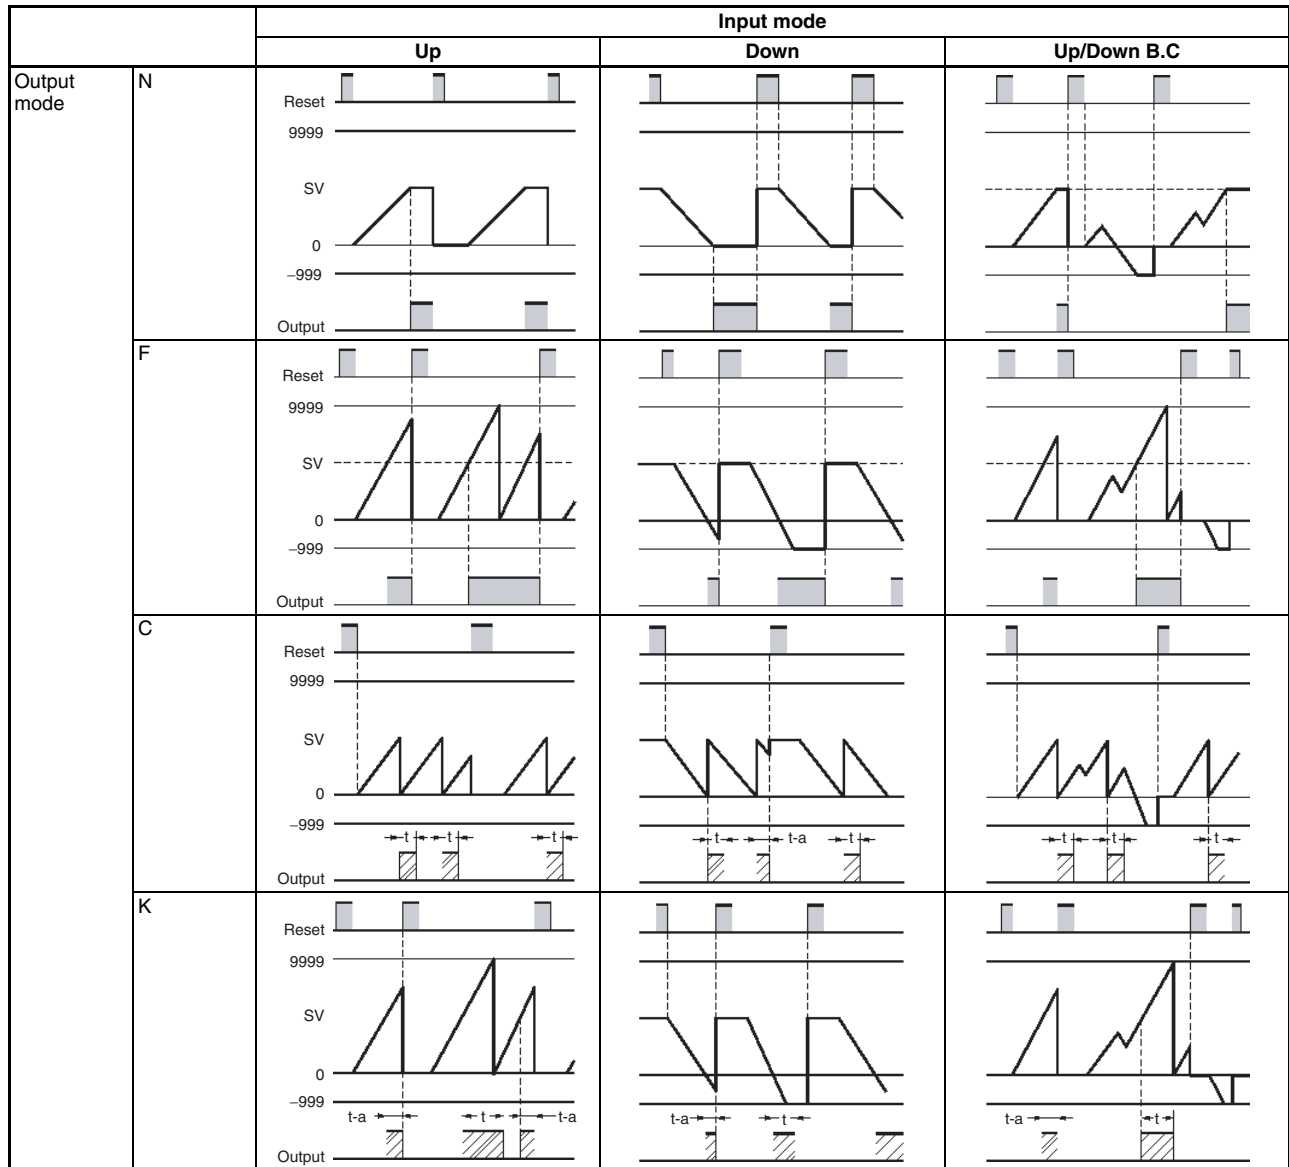 Input mode
Up Down Up/Down B.C
Output mode
N
Reset
9999
SV
0
−999
Output
F
Reset
9999
SV
0
−999
Output
C
Reset
9999
SV
0
−999
t t t
t t-a t
t t t
Output
K
Reset
9999
SV
0
−999
t-a t t-a
t-a t
t-a t
Output